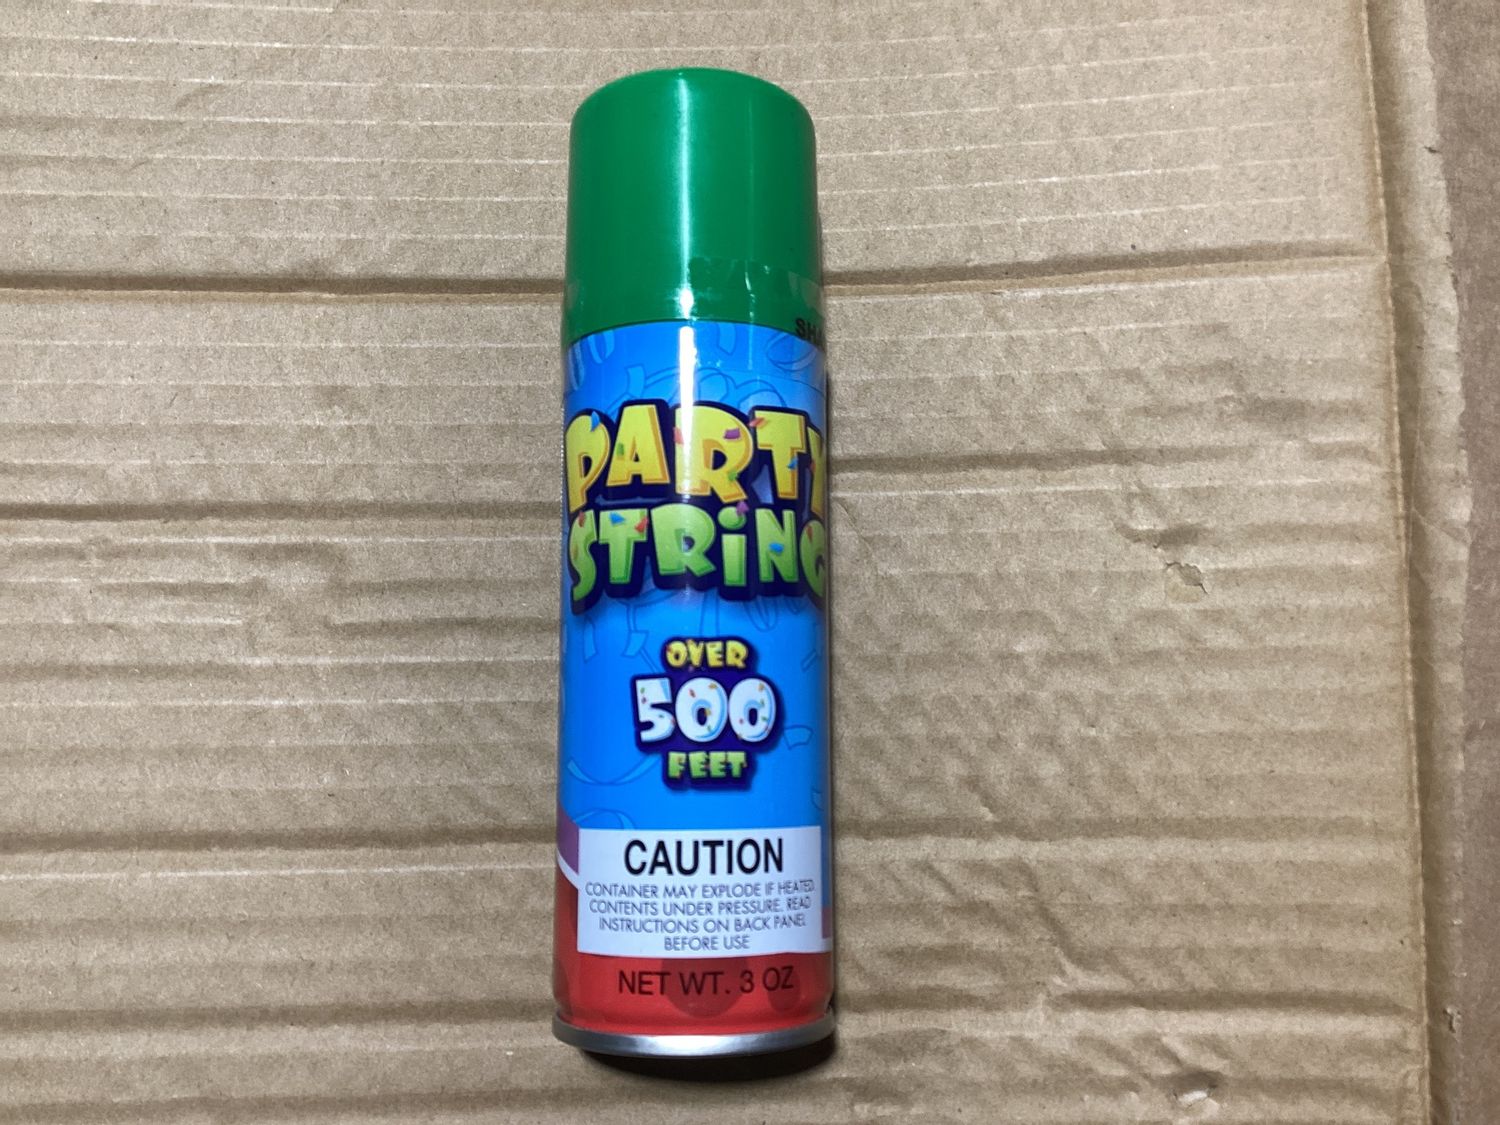 PARTY
STRING
OVER
500
FEET
CAUTION
CONTAINER MAY EXPLODE IF HEATED.
CONTENTS UNDER PRESSURE. READ
INSTRUCTIONS ON BACK PANEL
BEFORE USE
NET WT. 3 OZ